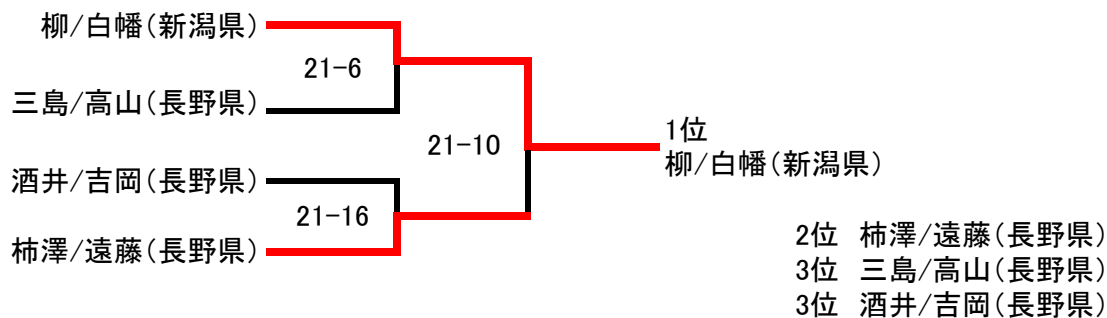 柳/白幡(新潟県)
21-6
三島/高山(長野県)
21-10
1位
柳/白幡(新潟県)
酒井/吉岡(長野県)
21-16
柿澤/遠藤(長野県)
2位 柿澤/遠藤(長野県)
3位 三島/高山(長野県)
3位 酒井/吉岡(長野県)